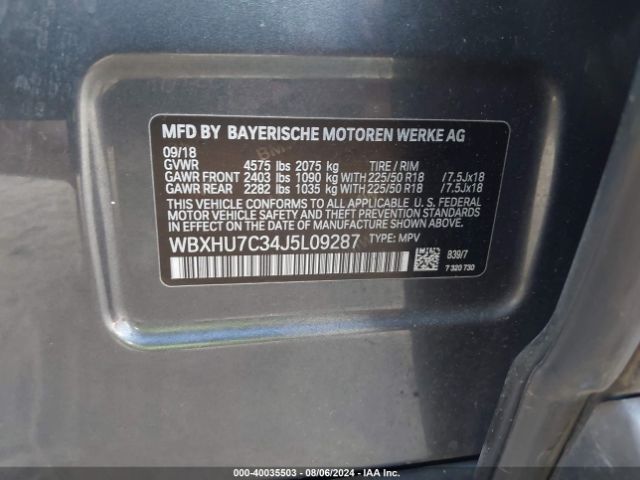 MFD BY BAYERISCHE MOTOREN WERKE AG
09/18
GVWR 4575 lbs 2075 kg TIRE / RIM
GAWR FRONT 2403 lbs 1090 kg WITH 225/50 R18 / 7.5Jx18
GAWR REAR 2282 lbs 1035 kg WITH 225/50 R18 / 7.5Jx18
THIS VEHICLE CONFORMS TO ALL APPLICABLE U. S. FEDERAL
MOTOR VEHICLE SAFETY STANDARDS IN EFFECT ON THE
DATE OF MANUFACTURE SHOWN ABOVE.
WBXHU7C34J5L09287 TYPE: MPV
839/7
7 320 730
000-40035503 - 08/06/2024 - IAA Inc.